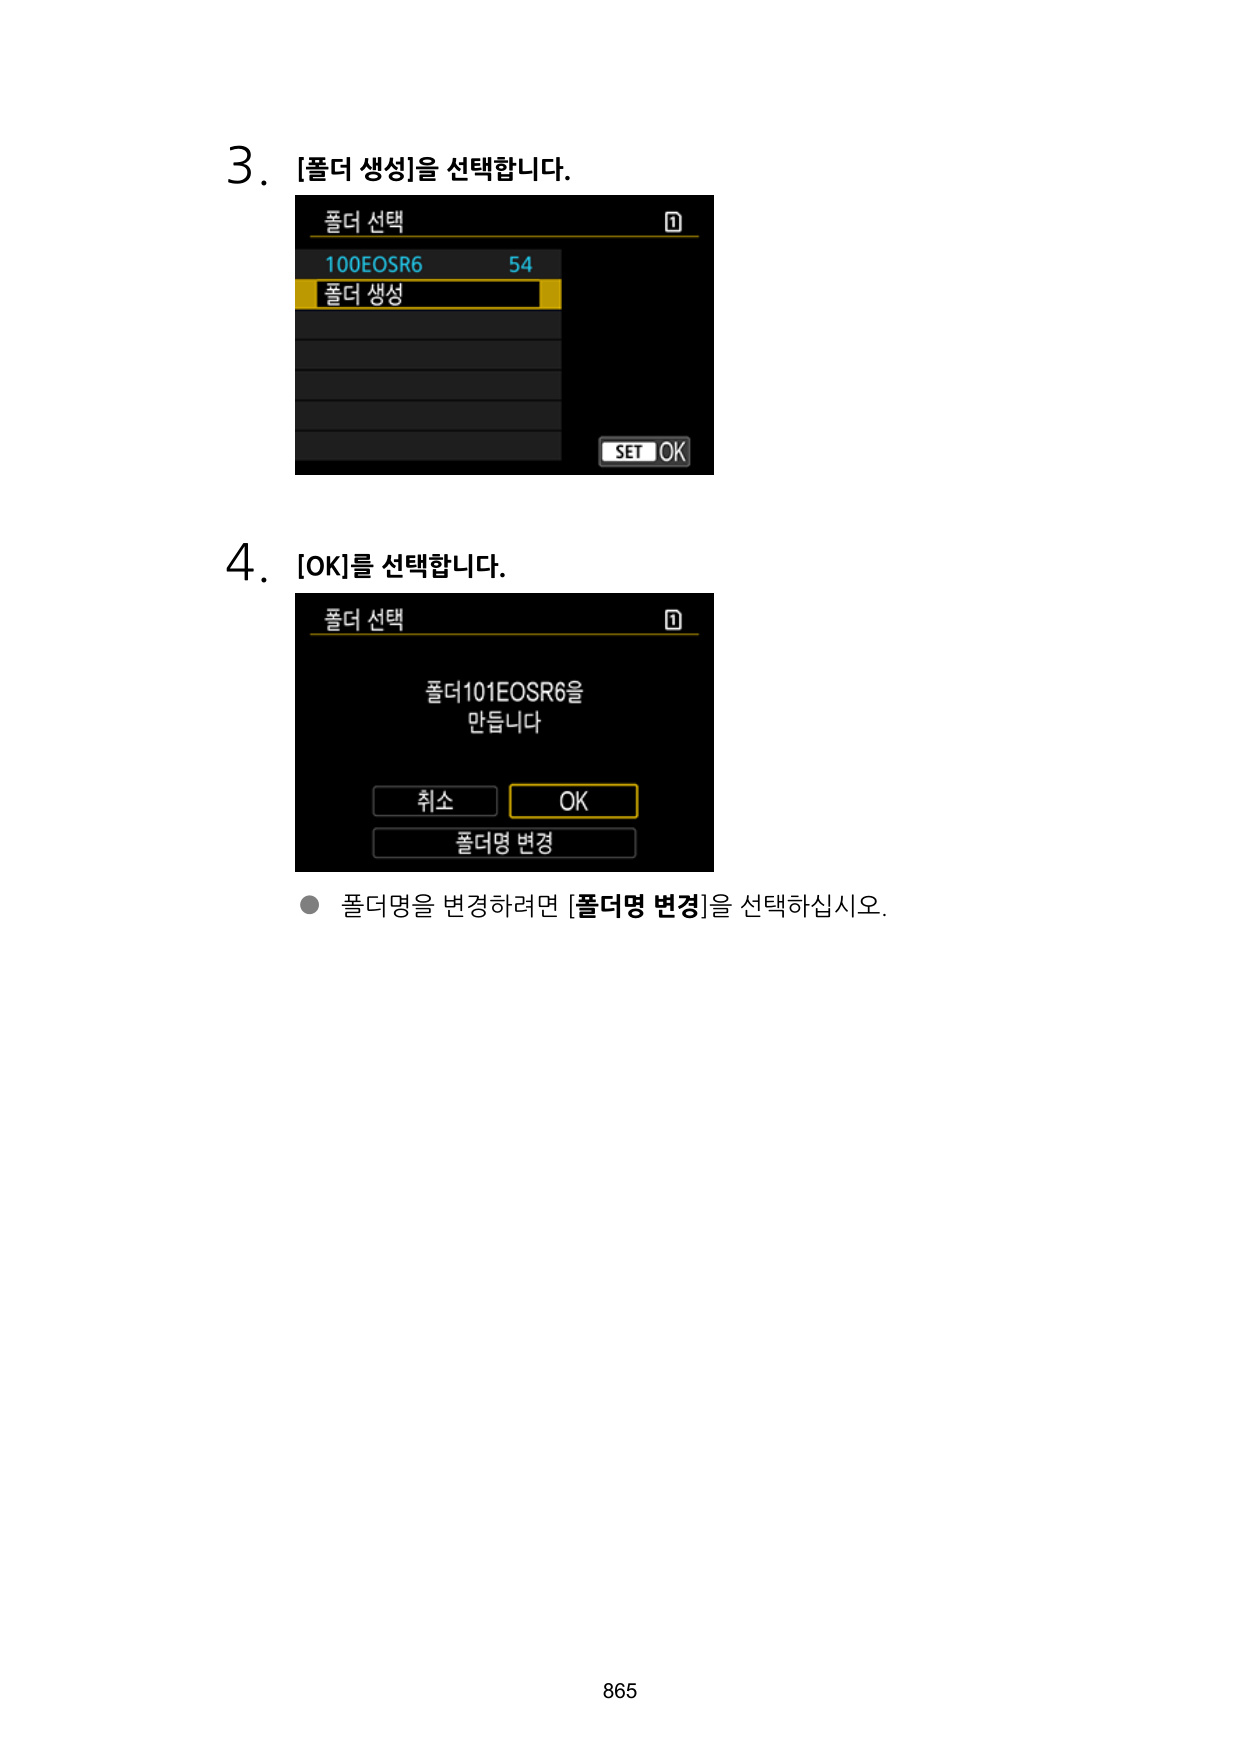 3. [폴더 생성]을 선택합니다.
폴더 선택 1
100EOSR6 54
폴더 생성
SET OK
4. [OK]를 선택합니다.
폴더 선택 1
폴더101EOSR6을
만듭니다
취소 OK
폴더명 변경
● 폴더명을 변경하려면 [폴더명 변경]을 선택하십시오.
865